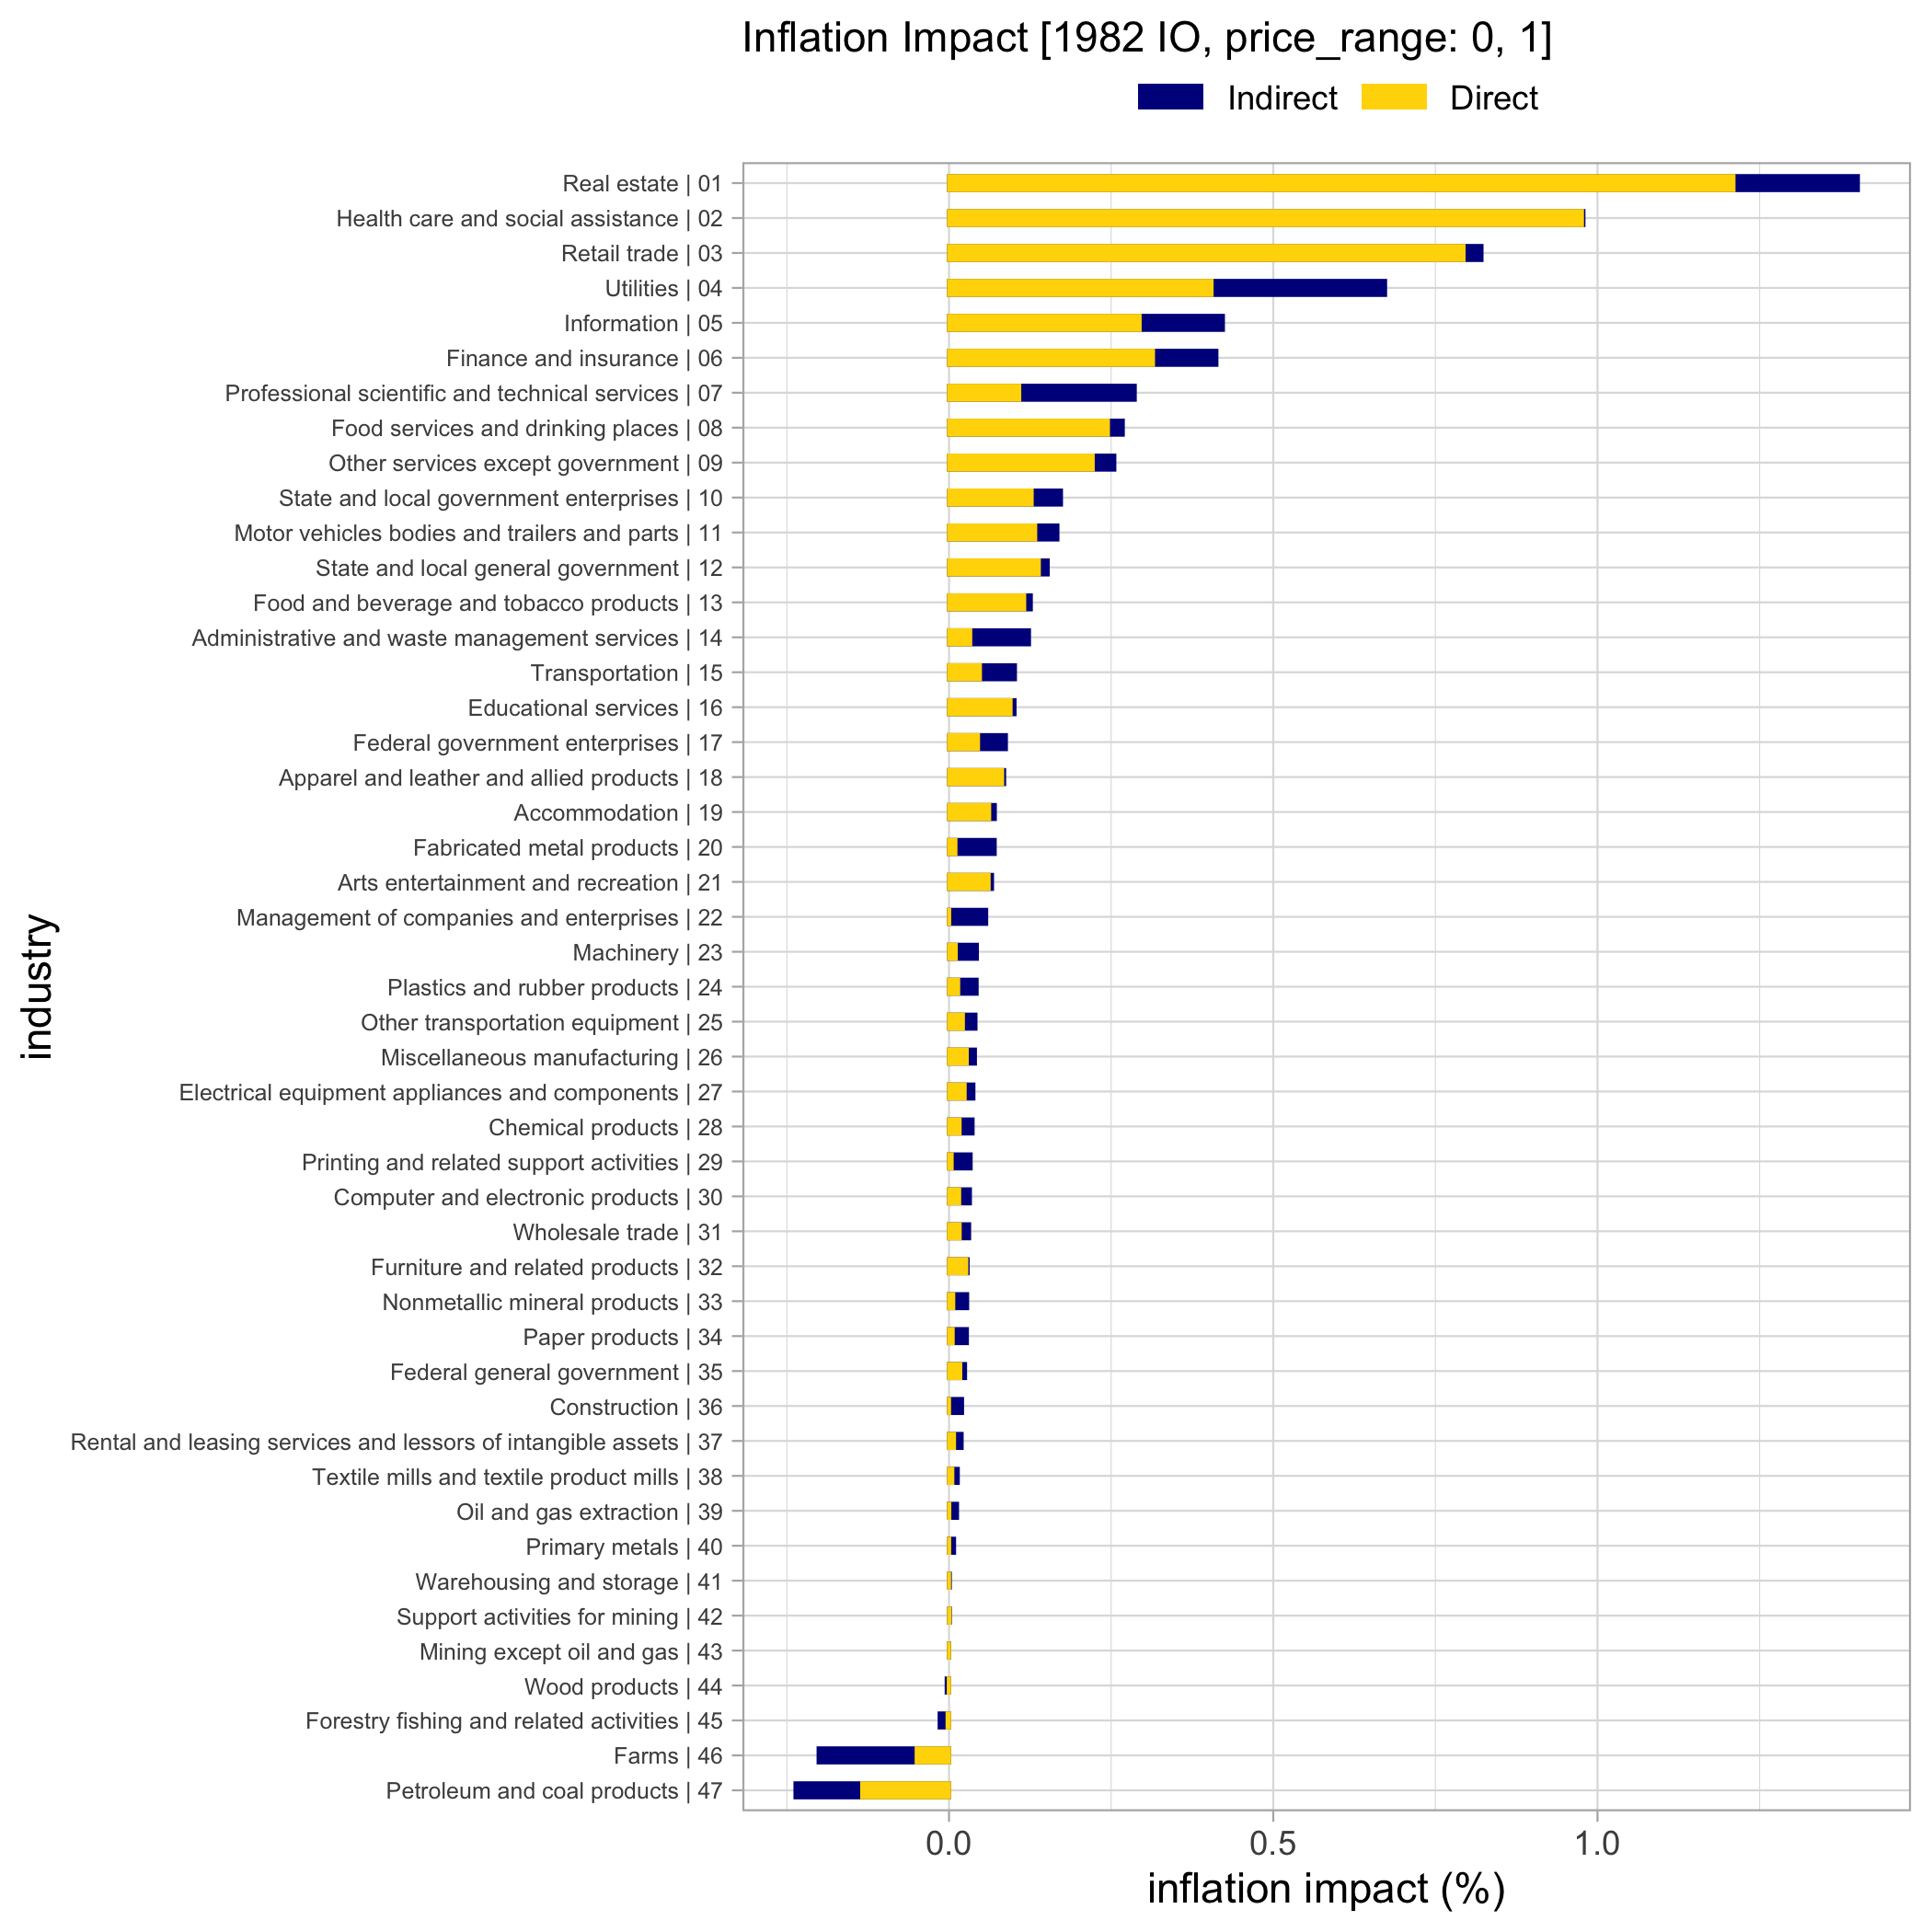 Inflation Impact [1982 IO, price_range: 0, 1]
Indirect Direct
Real estate | 01
Health care and social assistance | 02
Retail trade | 03
Utilities | 04
Information | 05
Finance and insurance | 06
Professional scientific and technical services | 07
Food services and drinking places | 08
Other services except government | 09
State and local government enterprises | 10
Motor vehicles bodies and trailers and parts | 11
State and local general government | 12
Food and beverage and tobacco products | 13
Administrative and waste management services | 14
Transportation | 15
Educational services | 16
Federal government enterprises | 17
Apparel and leather and allied products | 18
Accommodation | 19
Fabricated metal products | 20
Arts entertainment and recreation | 21
Management of companies and enterprises | 22
Machinery | 23
Plastics and rubber products | 24
Other transportation equipment | 25
Miscellaneous manufacturing | 26
Electrical equipment appliances and components | 27
Chemical products | 28
Printing and related support activities | 29
Computer and electronic products | 30
Wholesale trade | 31
Furniture and related products | 32
Nonmetallic mineral products | 33
Paper products | 34
Federal general government | 35
Construction | 36
Rental and leasing services and lessors of intangible assets | 37
Textile mills and textile product mills | 38
Oil and gas extraction | 39
Primary metals | 40
Warehousing and storage | 41
Support activities for mining | 42
Mining except oil and gas | 43
Wood products | 44
Forestry fishing and related activities | 45
Farms | 46
Petroleum and coal products | 47
industry
0.0 0.5 1.0
inflation impact (%)